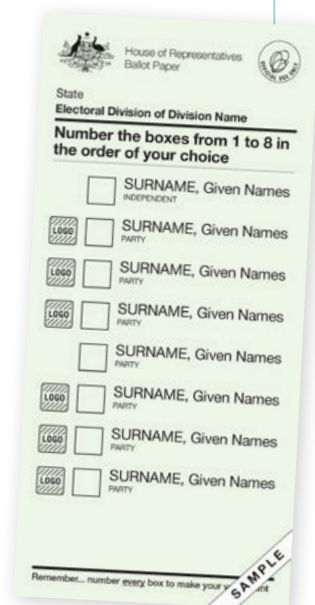 House of Representatives
Ballot Paper
OFFICIAL USE ONLY
State
Electoral Division of Division Name
Number the boxes from 1 to 8 in
the order of your choice
SURNAME, Given Names
INDEPENDENT
LOGO
SURNAME, Given Names
PARTY
LOGO
SURNAME, Given Names
PARTY
LOGO
SURNAME, Given Names
PARTY
SURNAME, Given Names
PARTY
LOGO
SURNAME, Given Names
PARTY
LOGO
SURNAME, Given Names
PARTY
LOGO
SURNAME, Given Names
PARTY
Remember... number every box to make your
SAMPLE